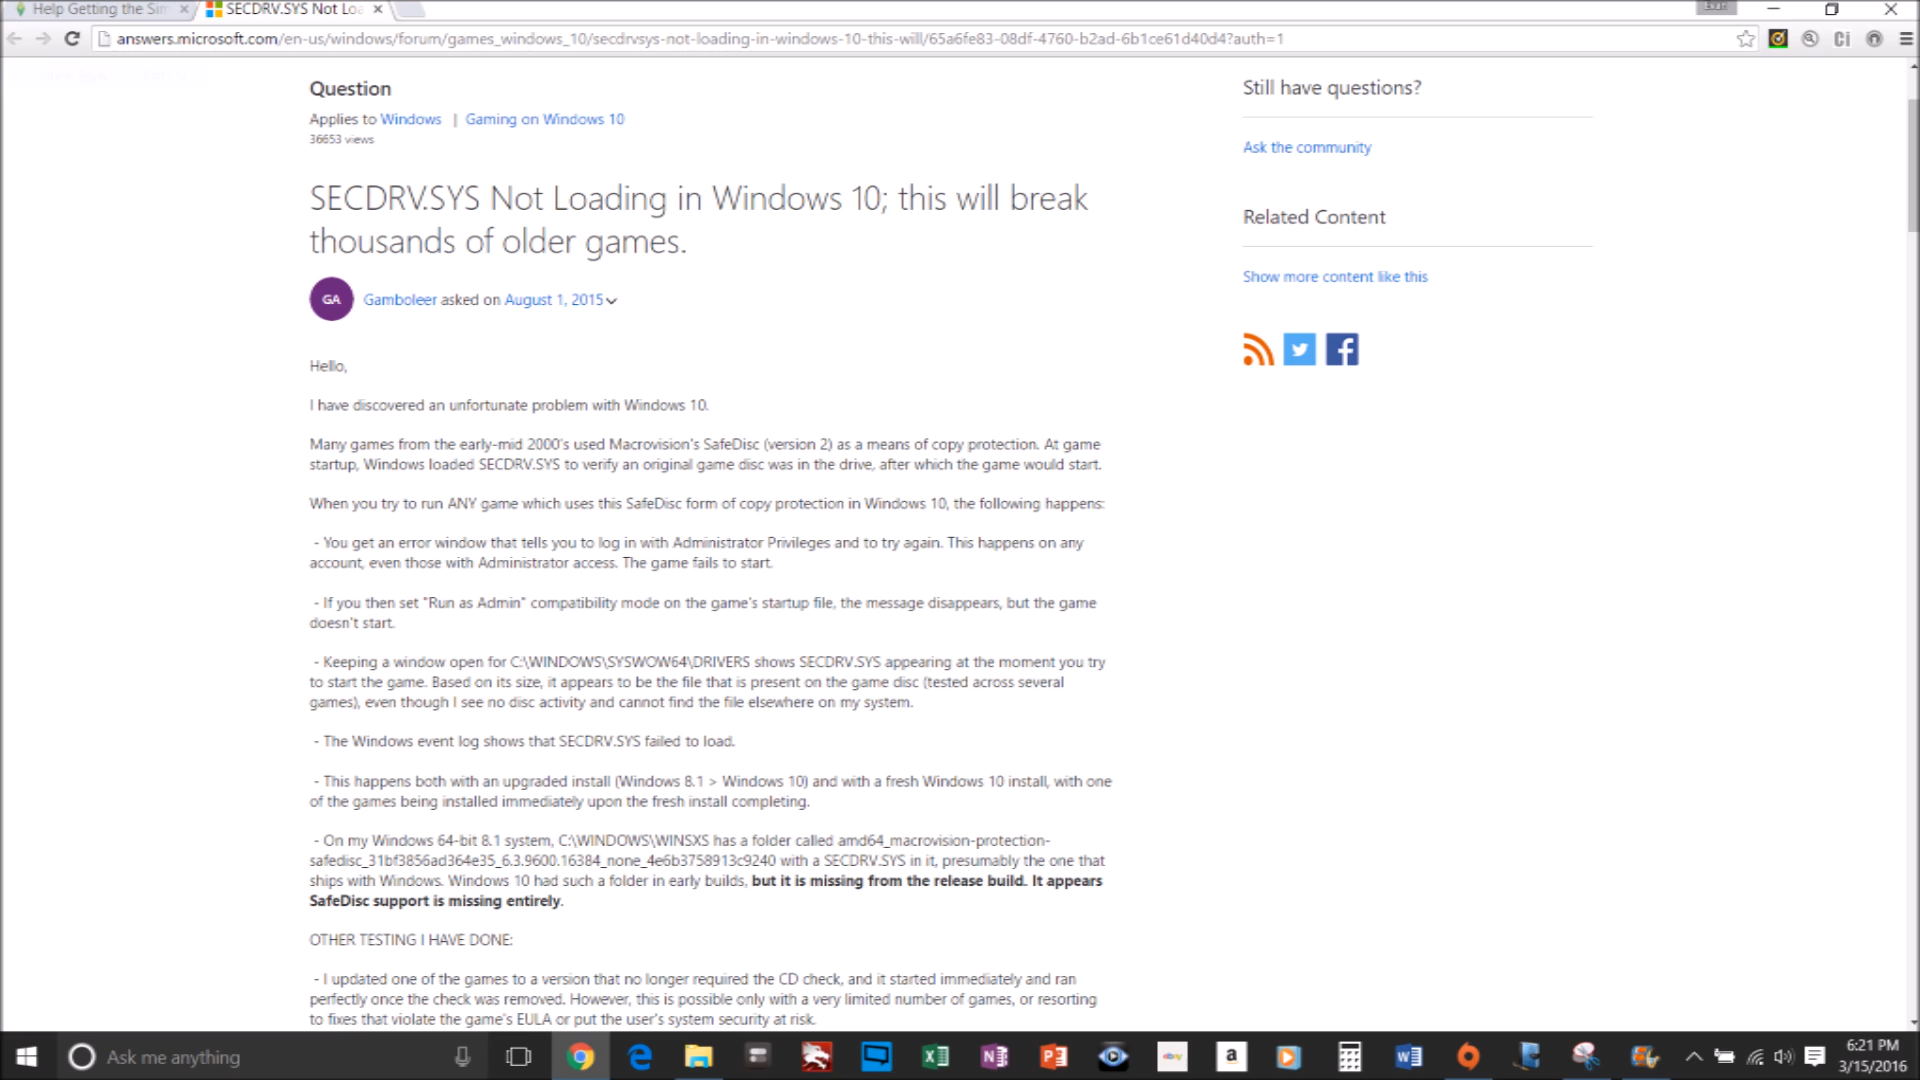 Help Getting the Sim
SECDRV.SYS Not Loa
Evan
answers.microsoft.com/en-us/windows/forum/games_windows_10/secdrvsys-not-loading-in-windows-10-this-will/65a6fe83-08df-4760-b2ad-6b1ce61d40d4?auth=1
Question
Applies to Windows | Gaming on Windows 10
36653 views
SECDRV.SYS Not Loading in Windows 10; this will break
thousands of older games.
GA
Gamboleer asked on August 1, 2015
Hello,
I have discovered an unfortunate problem with Windows 10.
Many games from the early-mid 2000's used Macrovision's SafeDisc (version 2) as a means of copy protection. At game
startup, Windows loaded SECDRV.SYS to verify an original game disc was in the drive, after which the game would start.
When you try to run ANY game which uses this SafeDisc form of copy protection in Windows 10, the following happens:
- You get an error window that tells you to log in with Administrator Privileges and to try again. This happens on any
account, even those with Administrator access. The game fails to start.
- If you then set "Run as Admin" compatibility mode on the game's startup file, the message disappears, but the game
doesn't start.
- Keeping a window open for C:\WINDOWS\SYSWOW64\DRIVERS shows SECDRV.SYS appearing at the moment you try
to start the game. Based on its size, it appears to be the file that is present on the game disc (tested across several
games), even though I see no disc activity and cannot find the file elsewhere on my system.
- The Windows event log shows that SECDRV.SYS failed to load.
- This happens both with an upgraded install (Windows 8.1 > Windows 10) and with a fresh Windows 10 install, with one
of the games being installed immediately upon the fresh install completing.
- On my Windows 64-bit 8.1 system, C:\WINDOWS\WINSXS has a folder called amd64_macrovision-protection-
safedisc_31bf3856ad364e35_6.3.9600.16384_none_4e6b3758913c9240 with a SECDRV.SYS in it, presumably the one that
ships with Windows. Windows 10 had such a folder in early builds, but it is missing from the release build. It appears
SafeDisc support is missing entirely.
OTHER TESTING I HAVE DONE:
- I updated one of the games to a version that no longer required the CD check, and it started immediately and ran
perfectly once the check was removed. However, this is possible only with a very limited number of games, or resorting
to fixes that violate the game's EULA or put the user's system security at risk.
Still have questions?
Ask the community
Related Content
Show more content like this
Ask me anything
ebay
6:21 PM
3/15/2016